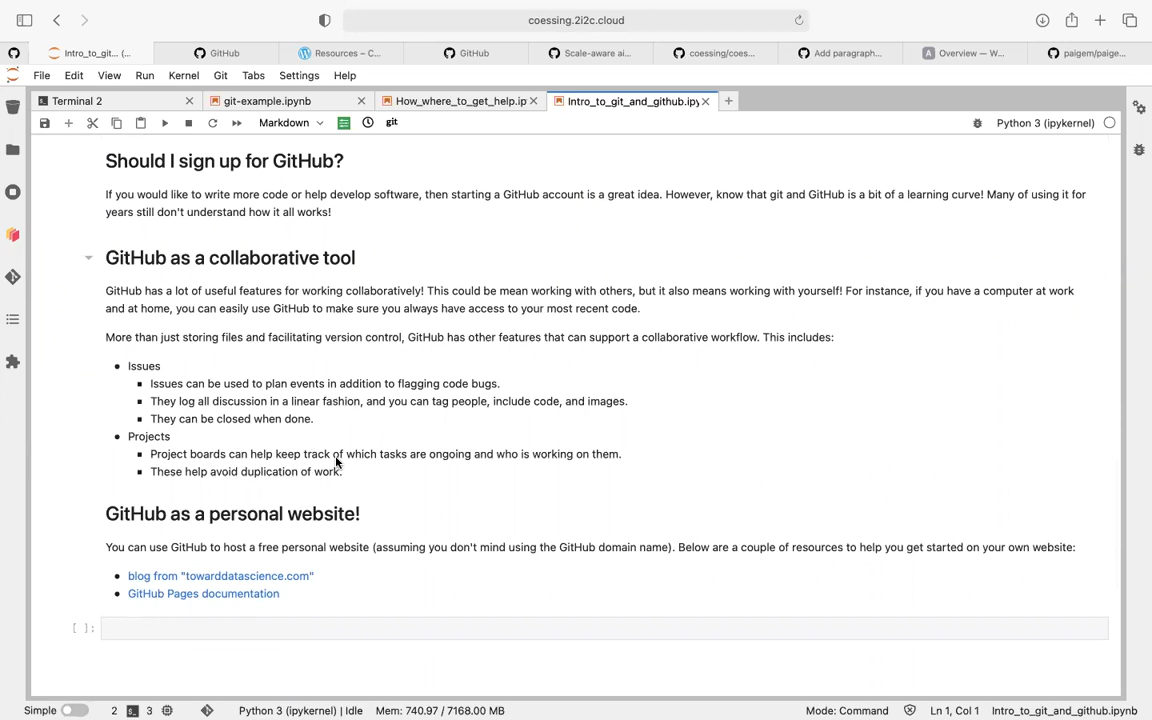 coessing.2i2c.cloud
Intro_to_git... (...
GitHub
Resources – C...
GitHub
Scale-aware ai...
coessing/coes...
Add paragraph...
A Overview — W...
paigem/paige...
File Edit View Run Kernel Git Tabs Settings Help
Terminal 2
git-example.ipynb
How_where_to_get_help.ip
Intro_to_git_and_github.ipy
Markdown
git
Python 3 (ipykernel)
Should I sign up for GitHub?
If you would like to write more code or help develop software, then starting a GitHub account is a great idea. However, know that git and GitHub is a bit of a learning curve! Many of using it for
years still don't understand how it all works!
GitHub as a collaborative tool
GitHub has a lot of useful features for working collaboratively! This could be mean working with others, but it also means working with yourself! For instance, if you have a computer at work
and at home, you can easily use GitHub to make sure you always have access to your most recent code.
More than just storing files and facilitating version control, GitHub has other features that can support a collaborative workflow. This includes:
• Issues
▪ Issues can be used to plan events in addition to flagging code bugs.
▪ They log all discussion in a linear fashion, and you can tag people, include code, and images.
▪ They can be closed when done.
• Projects
▪ Project boards can help keep track of which tasks are ongoing and who is working on them.
▪ These help avoid duplication of work.
GitHub as a personal website!
You can use GitHub to host a free personal website (assuming you don't mind using the GitHub domain name). Below are a couple of resources to help you get started on your own website:
• blog from "towarddatascience.com"
• GitHub Pages documentation
[ ]:
Simple 2 3 Python 3 (ipykernel) | Idle Mem: 740.97 / 7168.00 MB Mode: Command Ln 1, Col 1 Intro_to_git_and_github.ipynb